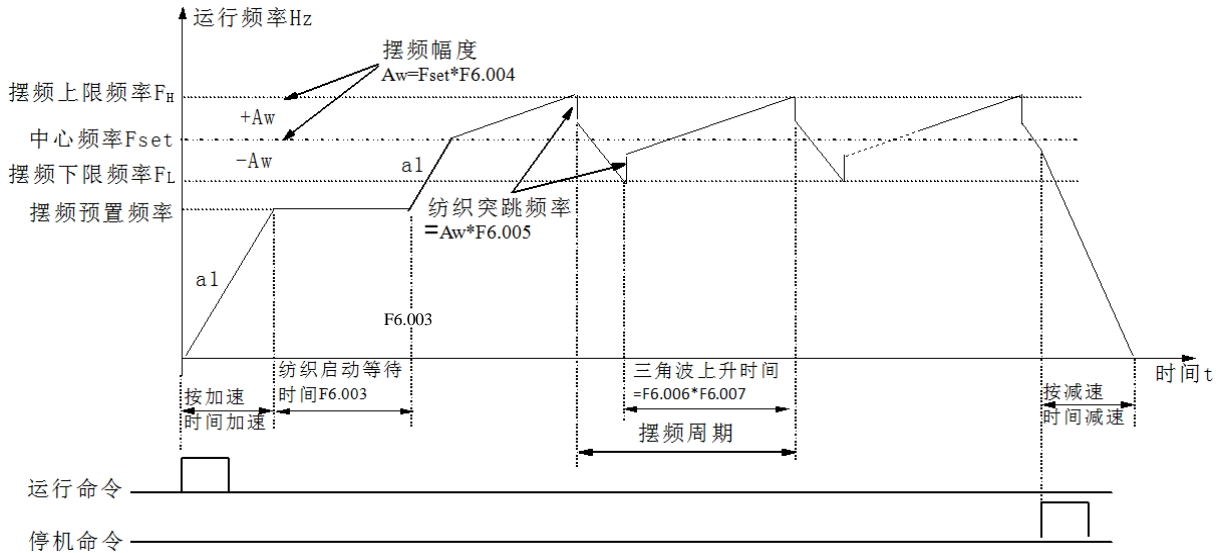 运行频率Hz
摆频幅度
Aw=Fset*F6.004
摆频上限频率FH
+Aw
中心频率Fset
-Aw
a1
摆频下限频率FL
摆频预置频率
纺织突跳频率
=Aw*F6.005
a1
F6.003
时间t
纺织启动等待
时间F6.003
三角波上升时间
=F6.006*F6.007
按加速
时间加速
按减速
时间减速
摆频周期
运行命令
停机命令